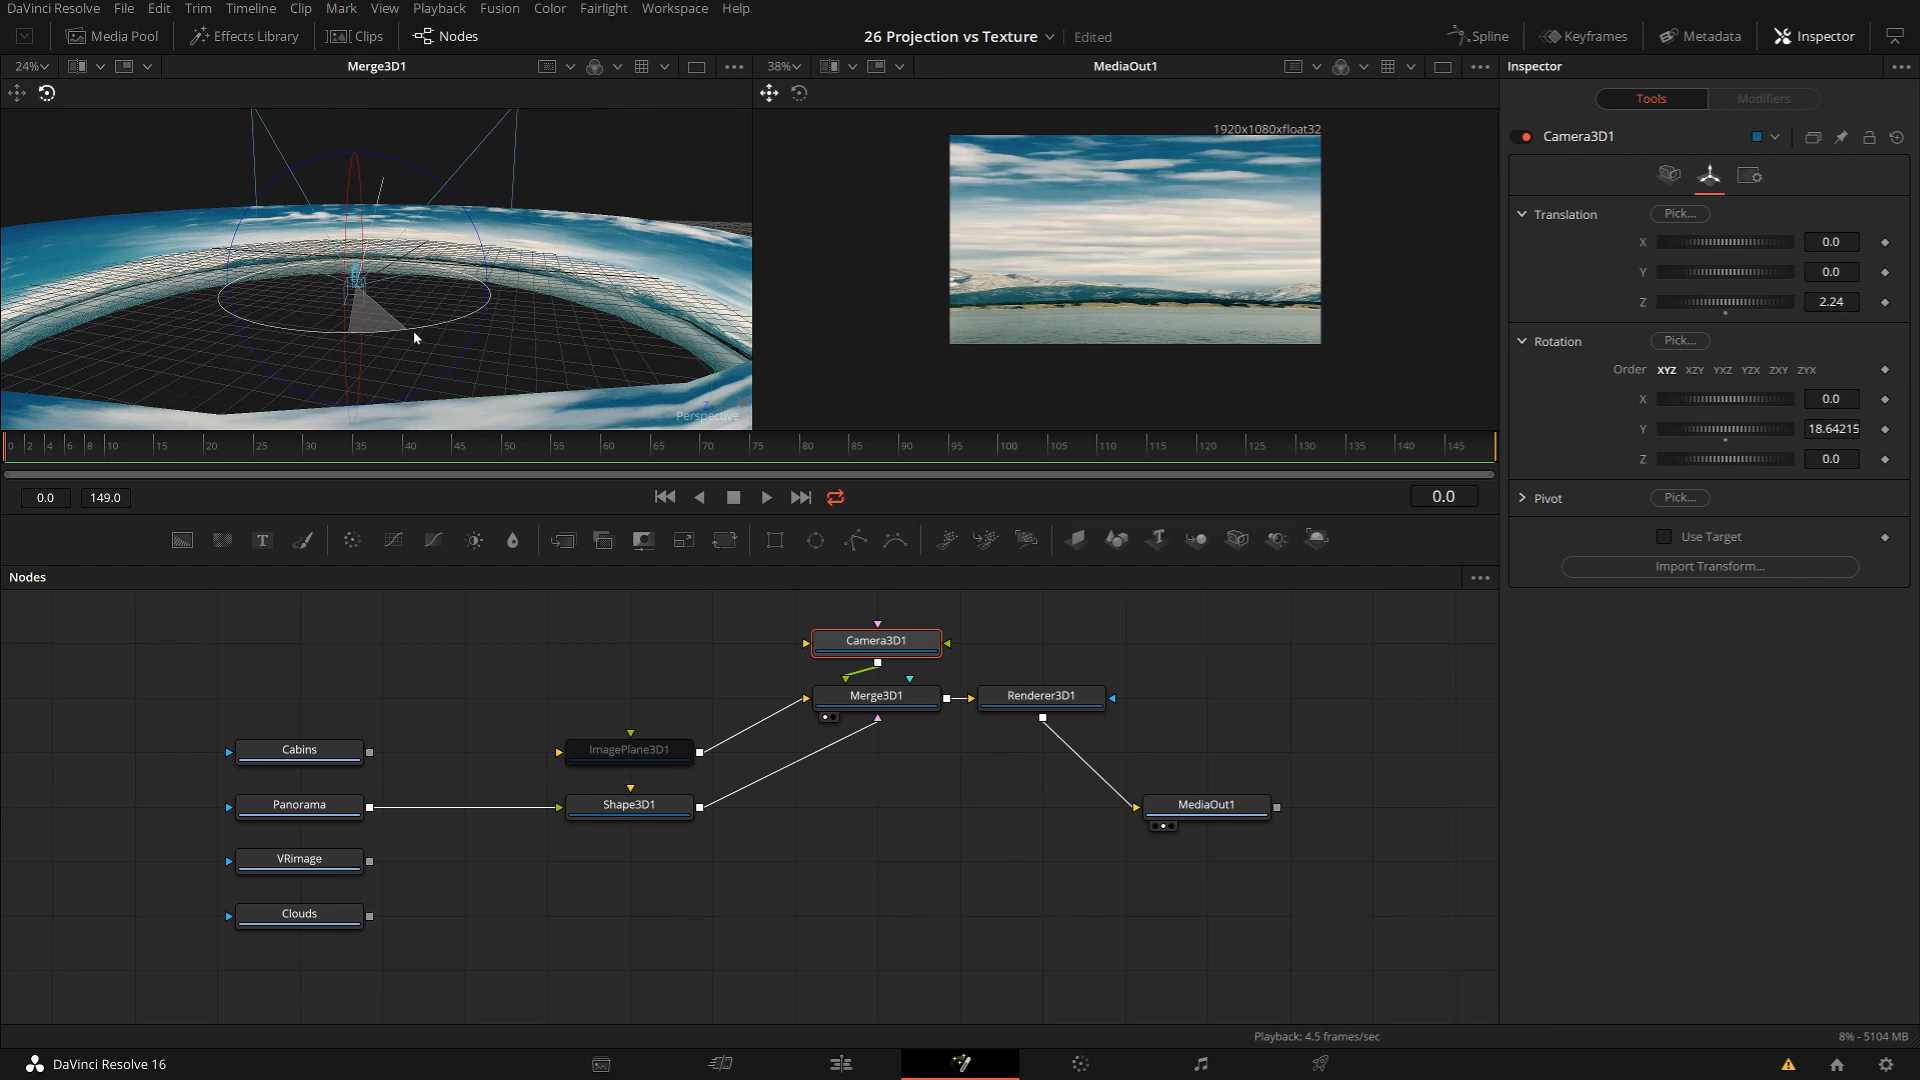 DaVinci Resolve File Edit Trim Timeline Clip Mark View Playback Fusion Color Fairlight Workspace Help
Media Pool Effects Library Clips Nodes 26 Projection vs Texture Edited Spline Keyframes Metadata Inspector
24% Merge3D1 38% MediaOut1 Inspector
Tools Modifiers
1920x1080xfloat32
Camera3D1
Translation Pick...
X 0.0
Y 0.0
Z 2.24
Rotation Pick...
Order XYZ XZY YXZ YZX ZXY ZYX
X 0.0
Y 18.64215
Z 0.0
Perspective
Pivot Pick...
Use Target
Import Transform...
0 2 4 6 8 10 15 20 25 30 35 40 45 50 55 60 65 70 75 80 85 90 95 100 105 110 115 120 125 130 135 140 145
0.0 149.0 0.0
T
Nodes
Camera3D1
Merge3D1 Renderer3D1
Cabins ImagePlane3D1
Panorama Shape3D1 MediaOut1
VRimage
Clouds
Playback: 4.5 frames/sec 8% - 5104 MB
DaVinci Resolve 16